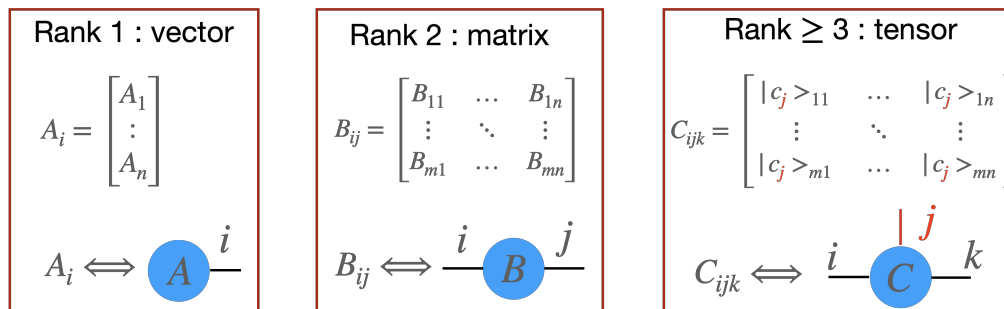 Rank 1 : vector
A_i = [A_1 : A_n]
A_i ⟺ A i
Rank 2 : matrix
B_ij = [B_11 … B_1n
⋮ ⋱ ⋮
B_m1 … B_mn]
B_ij ⟺ i B j
Rank ≥ 3 : tensor
C_ijk = [|c_j >_11 … |c_j >_1n
⋮ ⋱ ⋮
|c_j >_m1 … |c_j >_mn]
C_ijk ⟺ i C j k